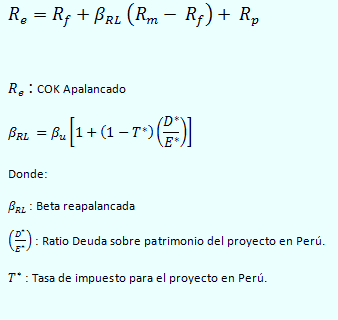 R_e = R_f + β_RL (R_m − R_f) + R_p
R_e : COK Apalancado
β_RL = β_u [1 + (1 − T*) (D*/E*)]
Donde:
β_RL : Beta reapalancada
(D*/E*) : Ratio Deuda sobre patrimonio del proyecto en Perú.
T* : Tasa de impuesto para el proyecto en Perú.